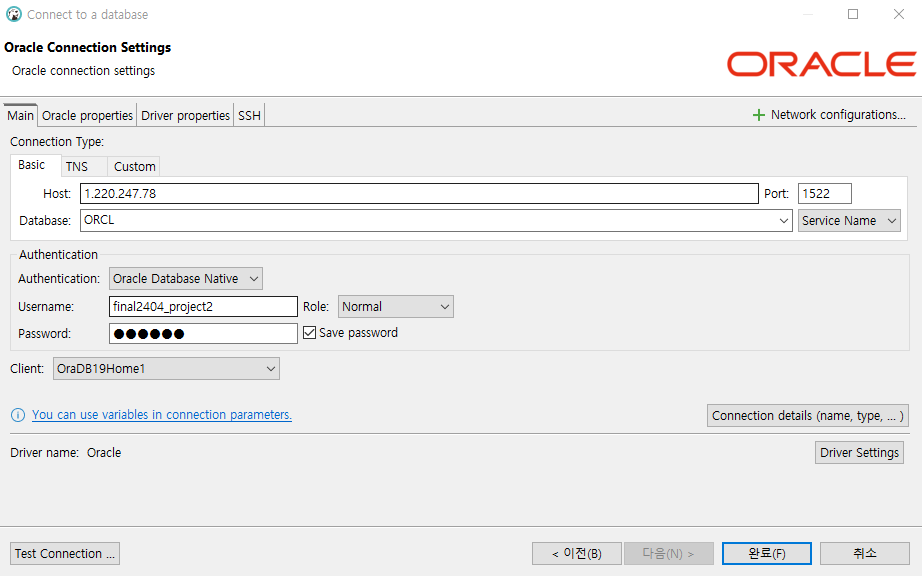 Connect to a database
Oracle Connection Settings
Oracle connection settings
ORACLE
Main Oracle properties Driver properties SSH
Network configurations...
Connection Type:
Basic TNS Custom
Host: 1.220.247.78 Port: 1522
Database: ORCL Service Name
Authentication
Authentication: Oracle Database Native
Username: final2404_project2 Role: Normal
Password: ●●●●●● Save password
Client: OraDB19Home1
You can use variables in connection parameters.
Connection details (name, type, ... )
Driver name: Oracle
Driver Settings
Test Connection ... < 이전(B) 다음(N) > 완료(F) 취소